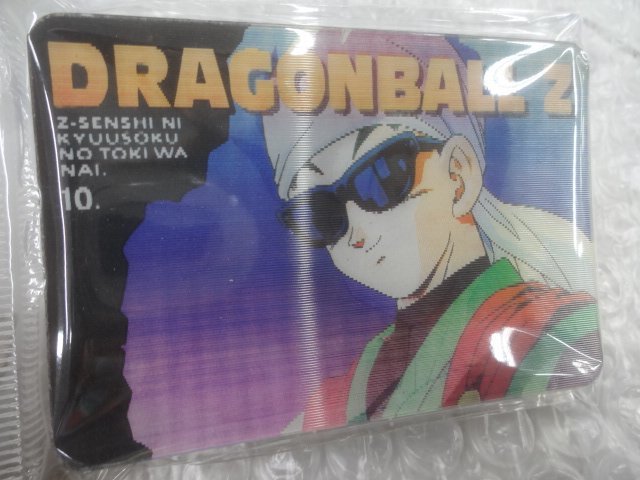 DRAGONBALL Z
Z-SENSHI NI
KYUUSOKU
NO TOKI WA
NAI.
10.